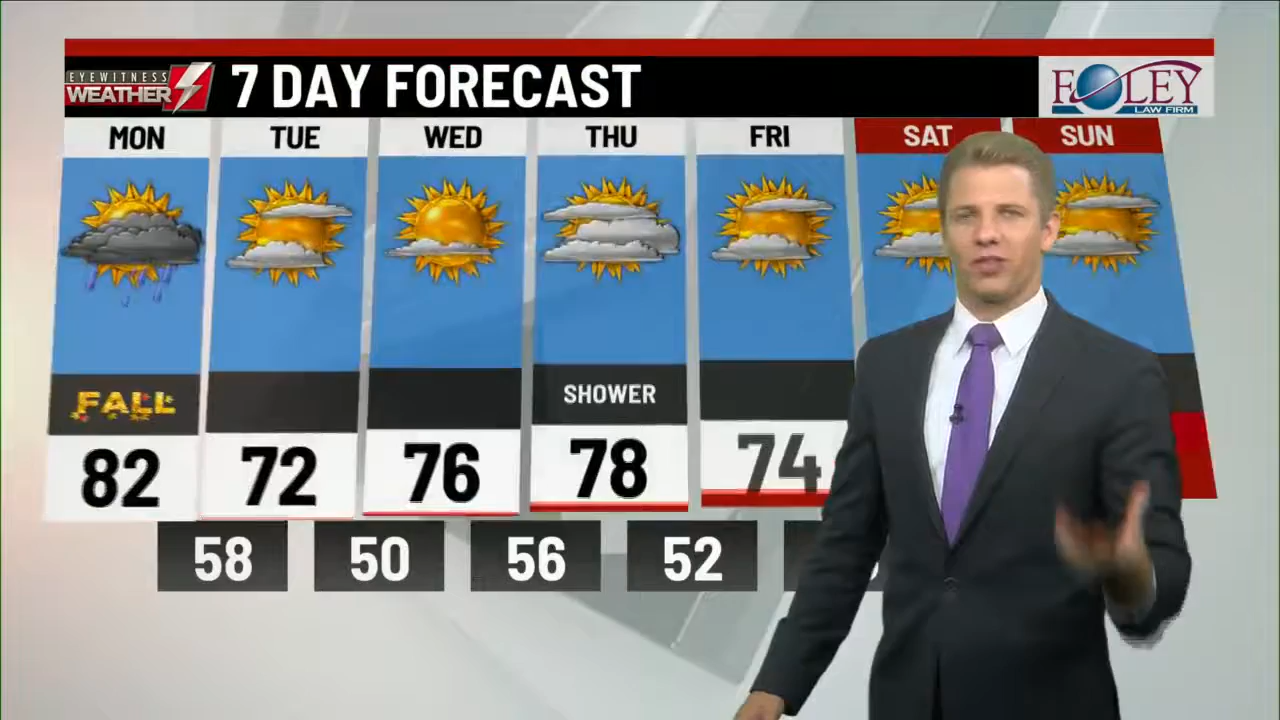 EYEWITNESS
WEATHER
7 DAY FORECAST
FOLEY
LAW FIRM
MON TUE WED THU FRI SAT SUN
FALL SHOWER
82 72 76 78 74
58 50 56 52